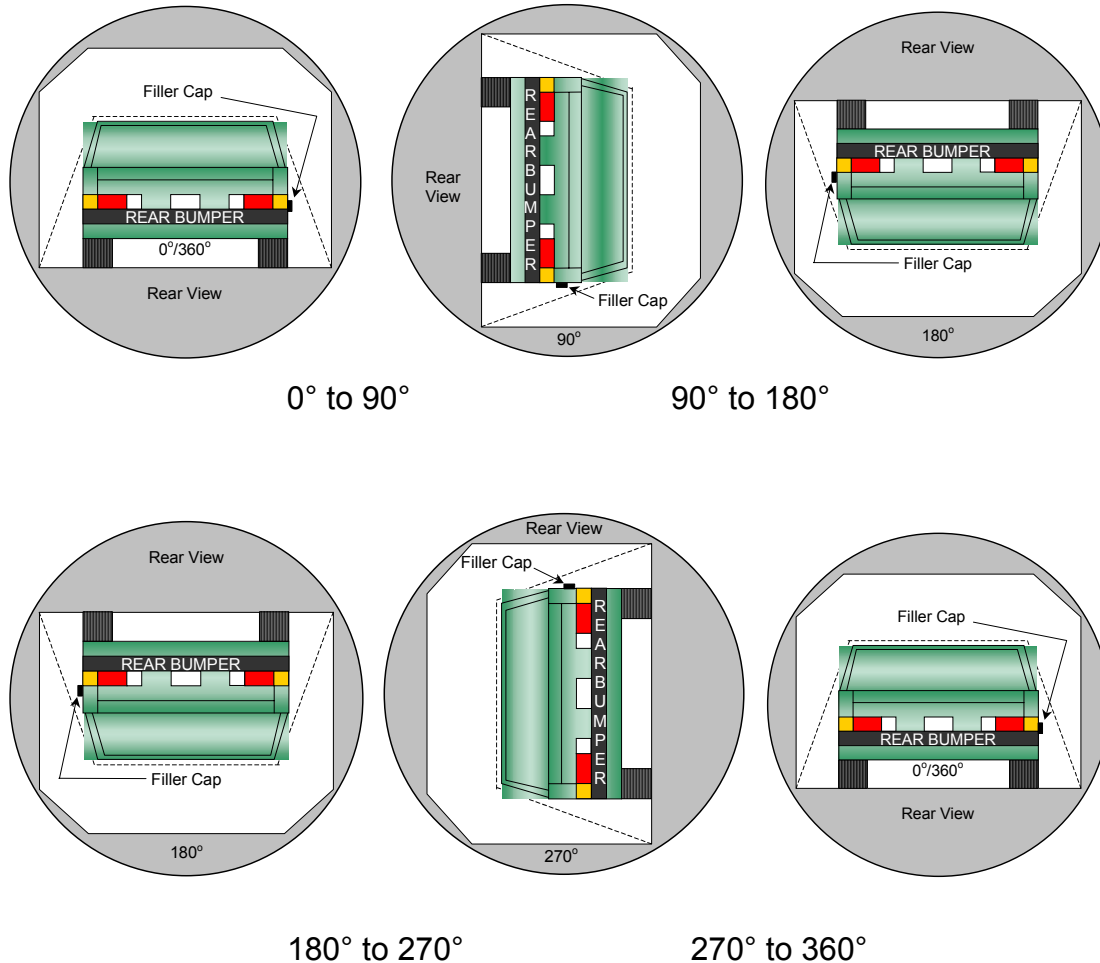 Filler Cap
REAR BUMPER
0°/360°
Rear View
Rear
View
REARBUMPER
Filler Cap
90°
Rear View
REAR BUMPER
Filler Cap
180°
0° to 90°
90° to 180°
Rear View
REAR BUMPER
Filler Cap
180°
Rear View
Filler Cap
REARBUMPER
270°
Filler Cap
REAR BUMPER
0°/360°
Rear View
180° to 270°
270° to 360°